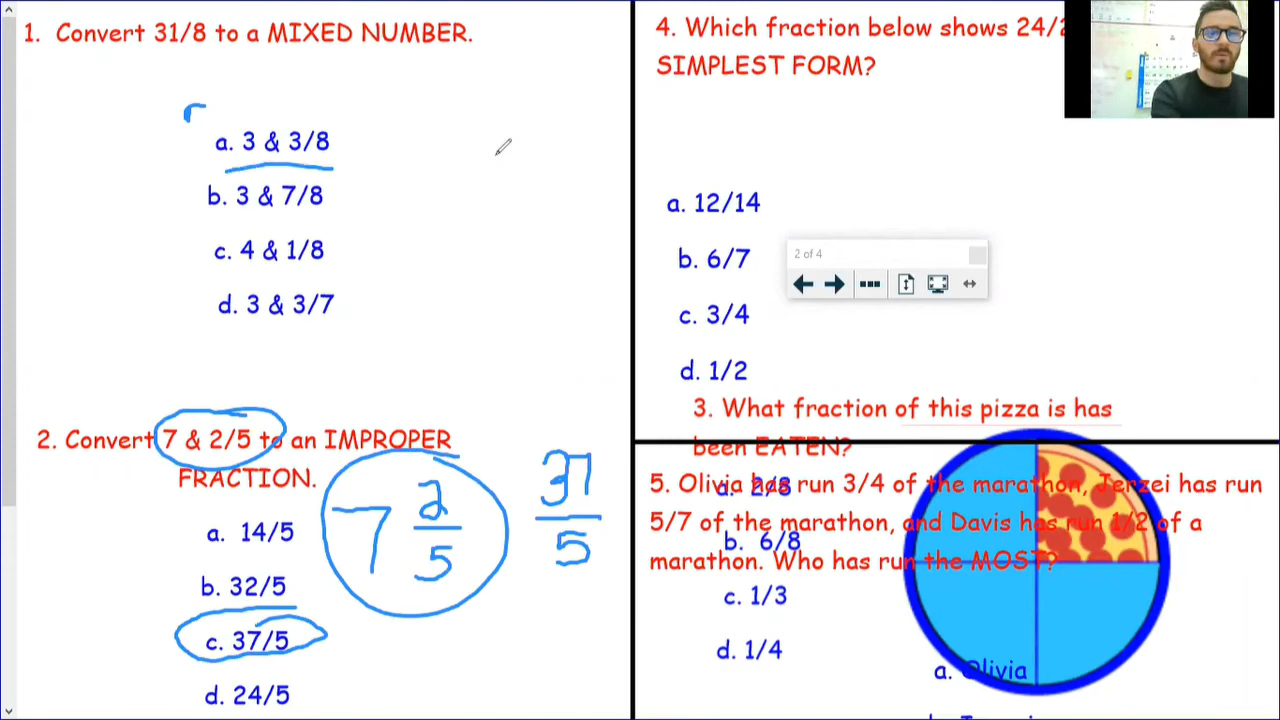 1. Convert 31/8 to a MIXED NUMBER.
a. 3 & 3/8
b. 3 & 7/8
c. 4 & 1/8
d. 3 & 3/7
2. Convert 7 & 2/5 to an IMPROPER
FRACTION.
7 2/5
37/5
a. 14/5
b. 32/5
c. 37/5
d. 24/5
4. Which fraction below shows 24/2
SIMPLEST FORM?
a. 12/14
b. 6/7
c. 3/4
d. 1/2
2 of 4
3. What fraction of this pizza is has
been EATEN?
a. 2/8
b. 6/8
c. 1/3
d. 1/4
5. Olivia has run 3/4 of the marathon, Jerzei has run
5/7 of the marathon, and Davis has run 1/2 of a
marathon. Who has run the MOST?
a. Olivia